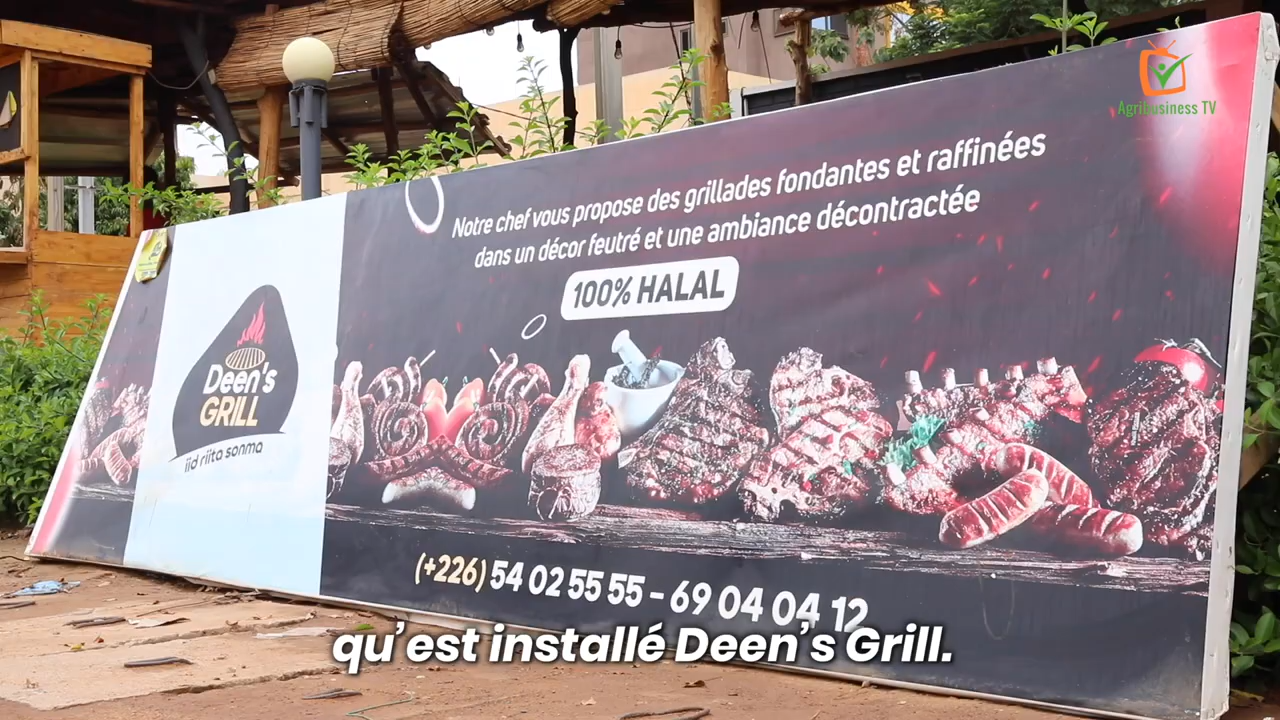 Agribusiness TV
Notre chef vous propose des grillades fondantes et raffinées
dans un décor feutré et une ambiance décontractée
100% HALAL
Deen's
GRILL
iid riita sonma
(+226) 54 02 55 55 - 69 04 04 12
qu'est installé Deen's Grill.